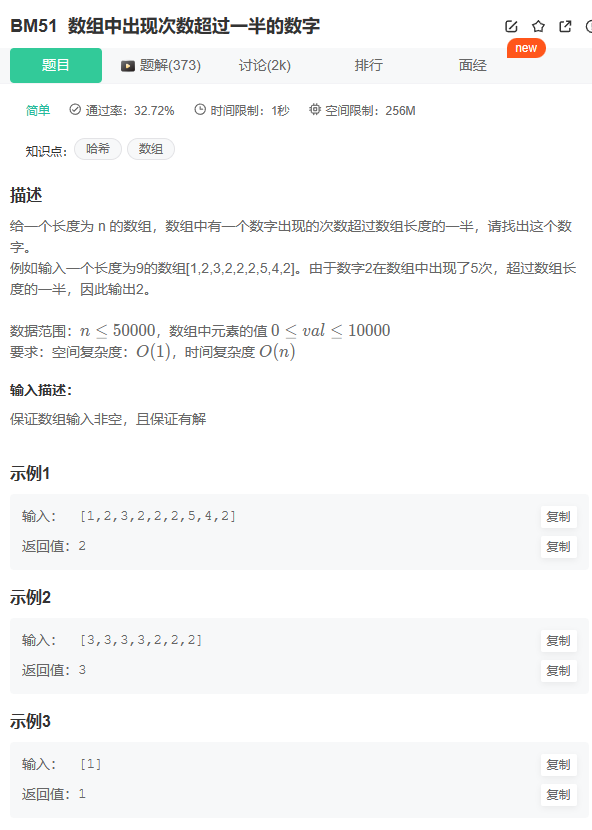 BM51 数组中出现次数超过一半的数字
new
题目 题解(373) 讨论(2k) 排行 面经
简单 通过率：32.72% 时间限制：1秒 空间限制：256M
知识点： 哈希 数组
描述
给一个长度为 n 的数组，数组中有一个数字出现的次数超过数组长度的一半，请找出这个数
字。
例如输入一个长度为9的数组[1,2,3,2,2,2,5,4,2]。由于数字2在数组中出现了5次，超过数组长
度的一半，因此输出2。
数据范围：n ≤ 50000，数组中元素的值 0 ≤ val ≤ 10000
要求：空间复杂度：O(1)，时间复杂度 O(n)
输入描述：
保证数组输入非空，且保证有解
示例1
输入： [1,2,3,2,2,2,5,4,2] 复制
返回值：2 复制
示例2
输入： [3,3,3,3,2,2,2] 复制
返回值：3 复制
示例3
输入： [1] 复制
返回值：1 复制